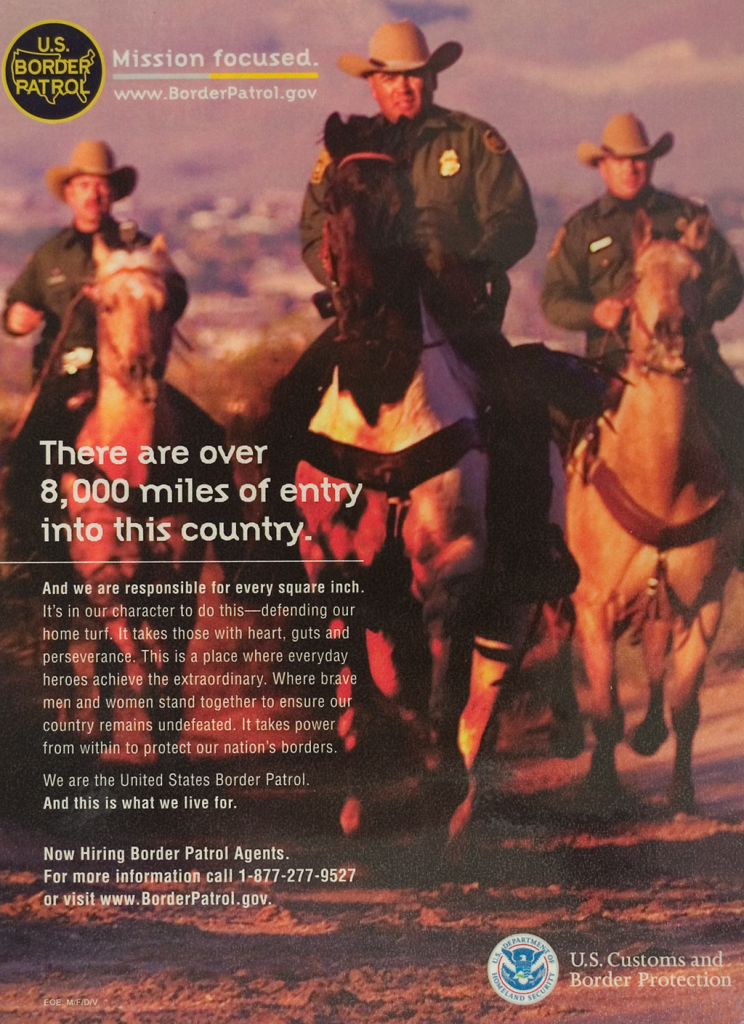 U.S.
BORDER
PATROL
Mission focused.
www.BorderPatrol.gov
There are over
8,000 miles of entry
into this country.
And we are responsible for every square inch.
It's in our character to do this—defending our
home turf. It takes those with heart, guts and
perseverance. This is a place where everyday
heroes achieve the extraordinary. Where brave
men and women stand together to ensure our
country remains undefeated. It takes power
from within to protect our nation's borders.
We are the United States Border Patrol.
And this is what we live for.
Now Hiring Border Patrol Agents.
For more information call 1-877-277-9527
or visit www.BorderPatrol.gov.
U.S. DEPARTMENT OF
HOMELAND SECURITY
U.S. Customs and
Border Protection
EOE, M/F/D/V